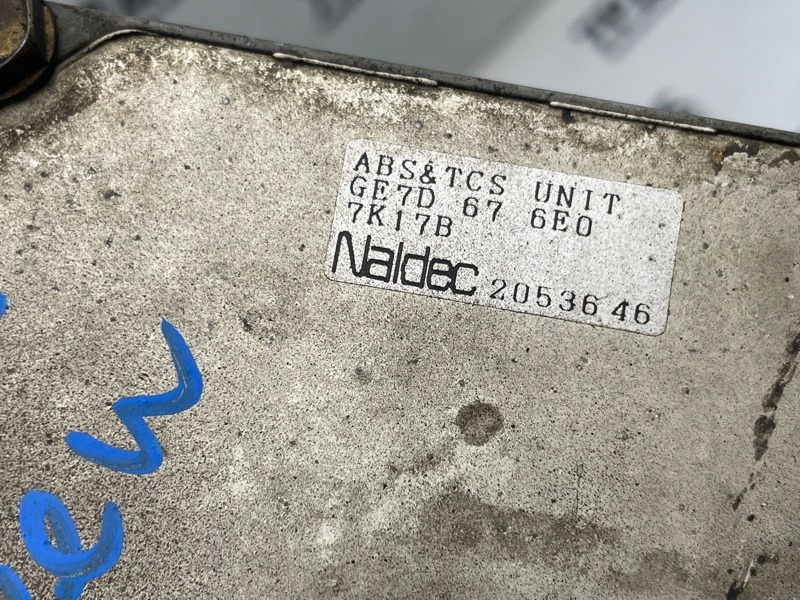 ABS&TCS UNIT
GE7D 67 6E0
7K17B
Naldec 2053646